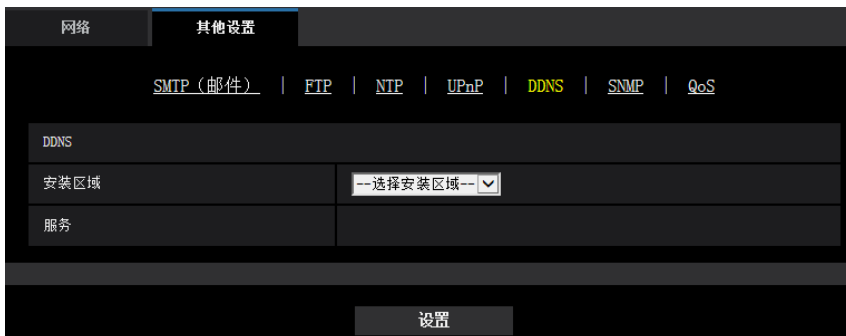 网络 其他设置
SMTP（邮件） | FTP | NTP | UPnP | DDNS | SNMP | QoS
DDNS
安装区域 --选择安装区域--
服务
设置